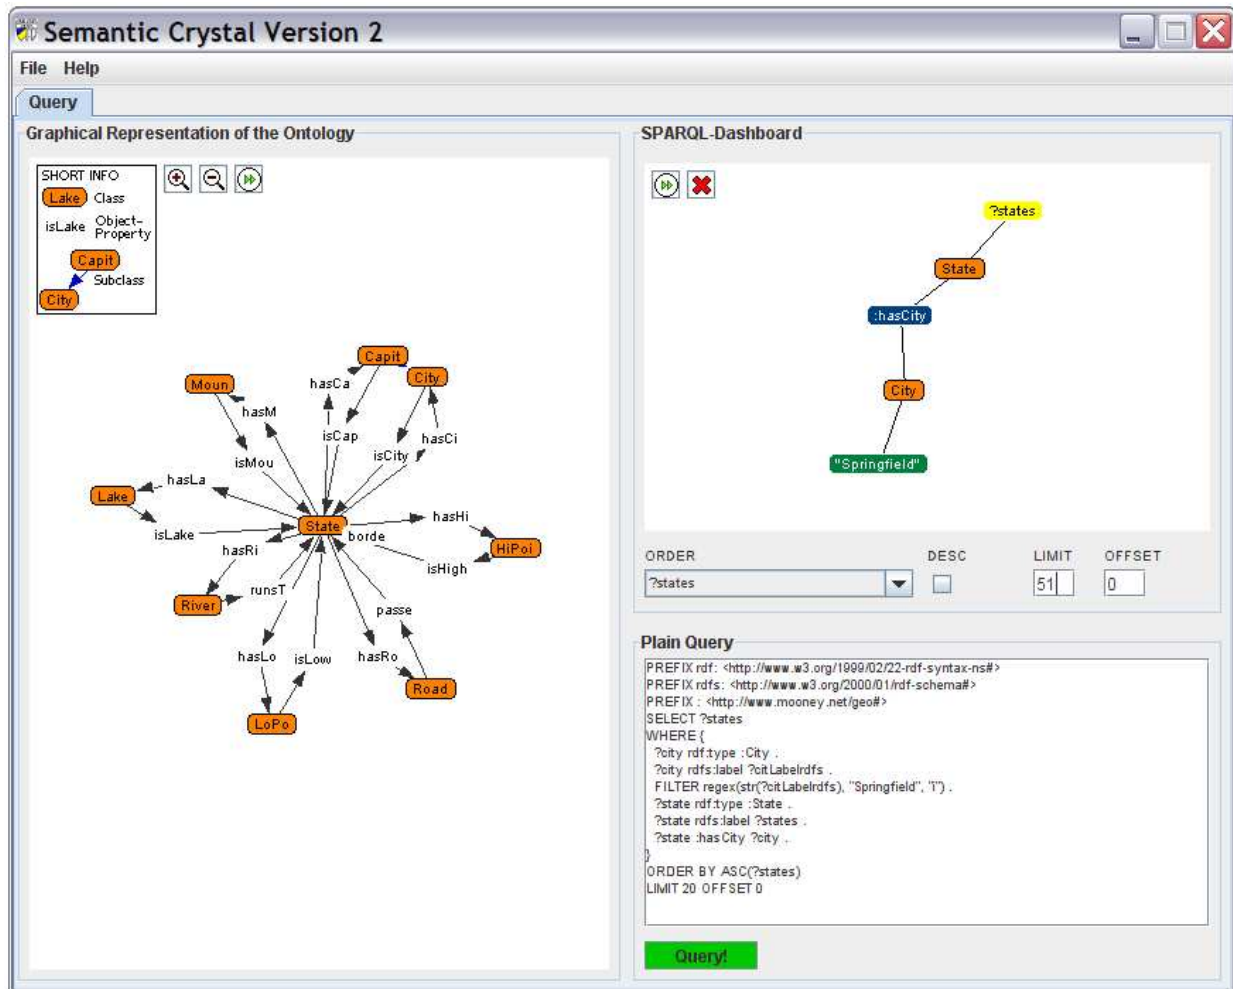 Semantic Crystal Version 2
File Help
Query
Graphical Representation of the Ontology
SHORT INFO
Lake Class
isLake Object-
Property
Capit
Subclass
City
Capit
City
Moun
hasCa
hasM
isCap
hasCi
isCity
isMou
hasLa
Lake
isLake
State
borde
hasHi
HiPoi
isHigh
hasRi
runsT
River
passe
hasLo
isLow
hasRo
Road
LoPo
SPARQL-Dashboard
?states
State
:hasCity
City
"Springfield"
ORDER DESC LIMIT OFFSET
?states 51 0
Plain Query
PREFIX rdf: <http://www.w3.org/1999/02/22-rdf-syntax-ns#>
PREFIX rdfs: <http://www.w3.org/2000/01/rdf-schema#>
PREFIX : <http://www.mooney.net/geo#>
SELECT ?states
WHERE {
?city rdf:type :City .
?city rdfs:label ?citLabelrdfs .
FILTER regex(str(?citLabelrdfs), "Springfield", "i") .
?state rdf:type :State .
?state rdfs:label ?states .
?state :hasCity ?city .
}
ORDER BY ASC(?states)
LIMIT 20 OFFSET 0
Query!